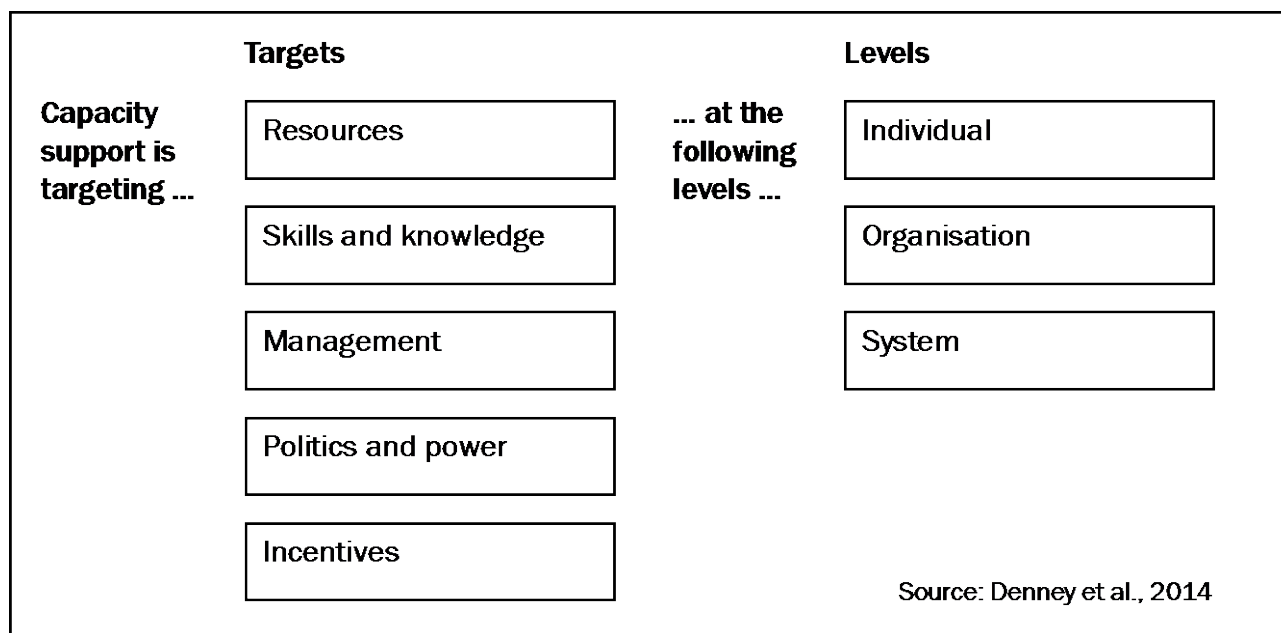 Targets
Levels
Capacity
support is
targeting ...
Resources
Skills and knowledge
Management
Politics and power
Incentives
... at the
following
levels ...
Individual
Organisation
System
Source: Denney et al., 2014